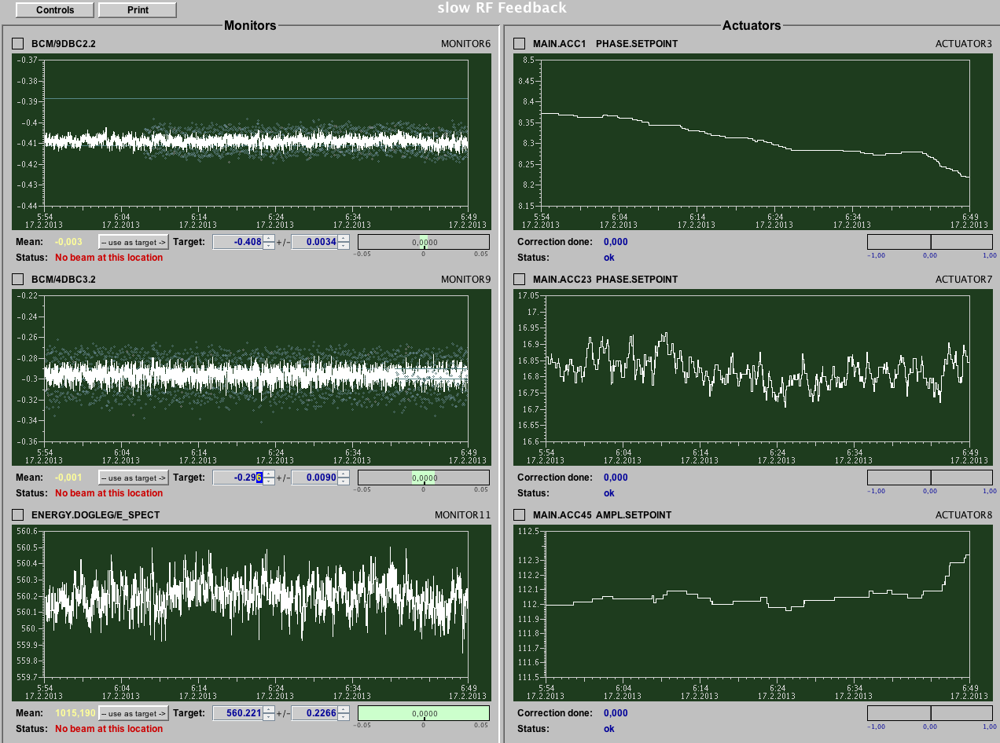 Controls Print slow RF Feedback
Monitors
BCM/9DBC2.2 MONITOR6
-0.37
-0.38
-0.39
-0.4
-0.41
-0.42
-0.43
-0.44
5:54 6:04 6:14 6:24 6:34 6:49
17.2.2013 17.2.2013 17.2.2013 17.2.2013 17.2.2013 17.2.2013
Mean: -0,003 -- use as target -> Target: -0.408 +/- 0.0034 0,0000
-0.05 0 0.05
Status: No beam at this location
BCM/4DBC3.2 MONITOR9
-0.22
-0.24
-0.26
-0.28
-0.3
-0.32
-0.34
-0.36
5:54 6:04 6:14 6:24 6:34 6:49
17.2.2013 17.2.2013 17.2.2013 17.2.2013 17.2.2013 17.2.2013
Mean: -0,001 -- use as target -> Target: -0.296 +/- 0.0090 0,0000
-0.05 0 0.05
Status: No beam at this location
ENERGY.DOGLEG/E_SPECT MONITOR11
560.6
560.5
560.4
560.3
560.2
560.1
560.
559.9
559.8
559.7
5:54 6:04 6:14 6:24 6:34 6:49
17.2.2013 17.2.2013 17.2.2013 17.2.2013 17.2.2013 17.2.2013
Mean: 1015,190 -- use as target -> Target: 560.221 +/- 0.2266 0,0000
-0.05 0 0.05
Status: No beam at this location
Actuators
MAIN.ACC1 PHASE.SETPOINT ACTUATOR3
8.5
8.45
8.4
8.35
8.3
8.25
8.2
8.15
5:54 6:04 6:14 6:24 6:34 6:49
17.2.2013 17.2.2013 17.2.2013 17.2.2013 17.2.2013 17.2.2013
Correction done: 0,000
-1,00 0,00 1,00
Status: ok
MAIN.ACC23 PHASE.SETPOINT ACTUATOR7
17.05
17.
16.95
16.9
16.85
16.8
16.75
16.7
16.65
16.6
5:54 6:04 6:14 6:24 6:34 6:49
17.2.2013 17.2.2013 17.2.2013 17.2.2013 17.2.2013 17.2.2013
Correction done: 0,000
-1,00 0,00 1,00
Status: ok
MAIN.ACC45 AMPL.SETPOINT ACTUATOR8
112.5
112.3
112.2
112.1
112.
111.9
111.8
111.7
111.6
111.5
5:54 6:04 6:14 6:24 6:34 6:49
17.2.2013 17.2.2013 17.2.2013 17.2.2013 17.2.2013 17.2.2013
Correction done: 0,000
-1,00 0,00 1,00
Status: ok